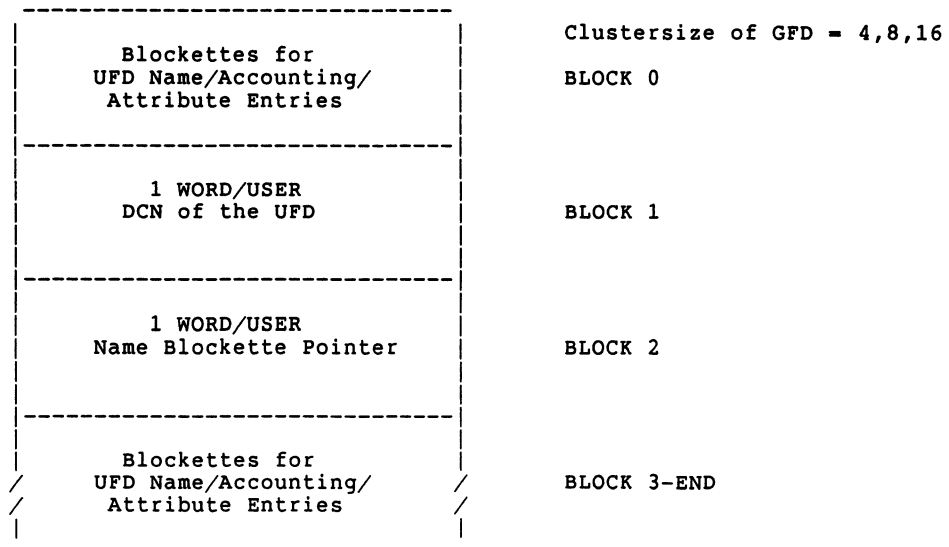 Clustersize of GFD = 4,8,16
Blockettes for
UFD Name/Accounting/
Attribute Entries
BLOCK 0
1 WORD/USER
DCN of the UFD
BLOCK 1
1 WORD/USER
Name Blockette Pointer
BLOCK 2
Blockettes for
UFD Name/Accounting/
Attribute Entries
BLOCK 3-END